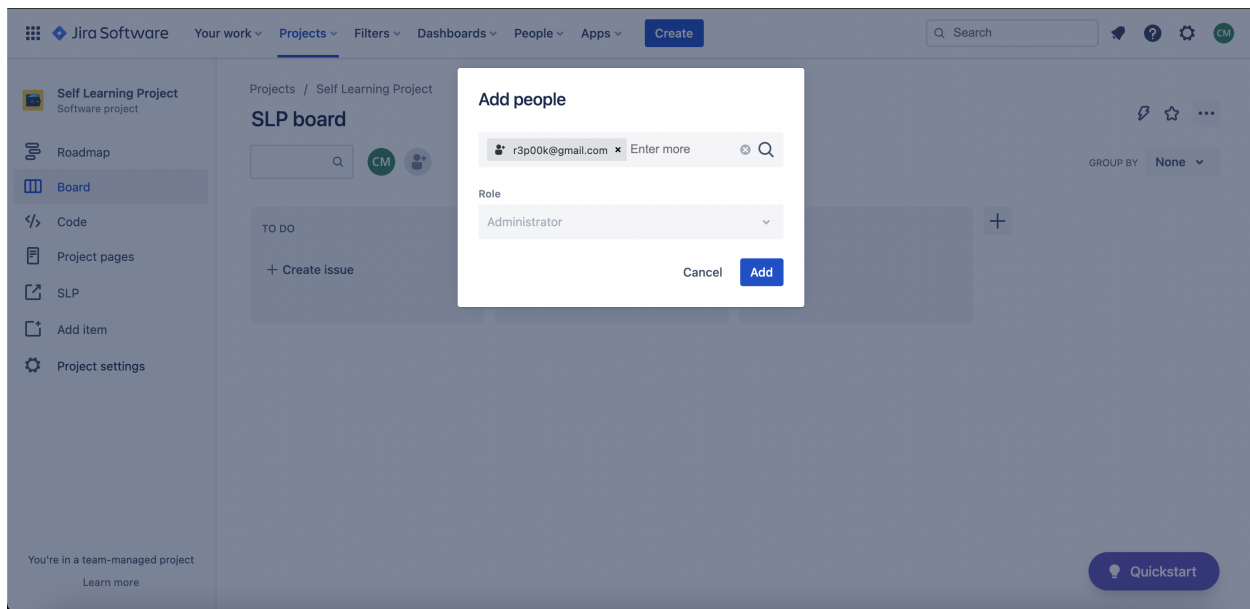 Jira Software Your work Projects Filters Dashboards People Apps Create Search CM
Self Learning Project
Software project
Roadmap
Board
Code
Project pages
SLP
Add item
Project settings
You're in a team-managed project
Learn more
Projects / Self Learning Project
SLP board
CM
GROUP BY None
TO DO
+ Create issue
Add people
r3p00k@gmail.com × Enter more
Role
Administrator
Cancel Add
Quickstart